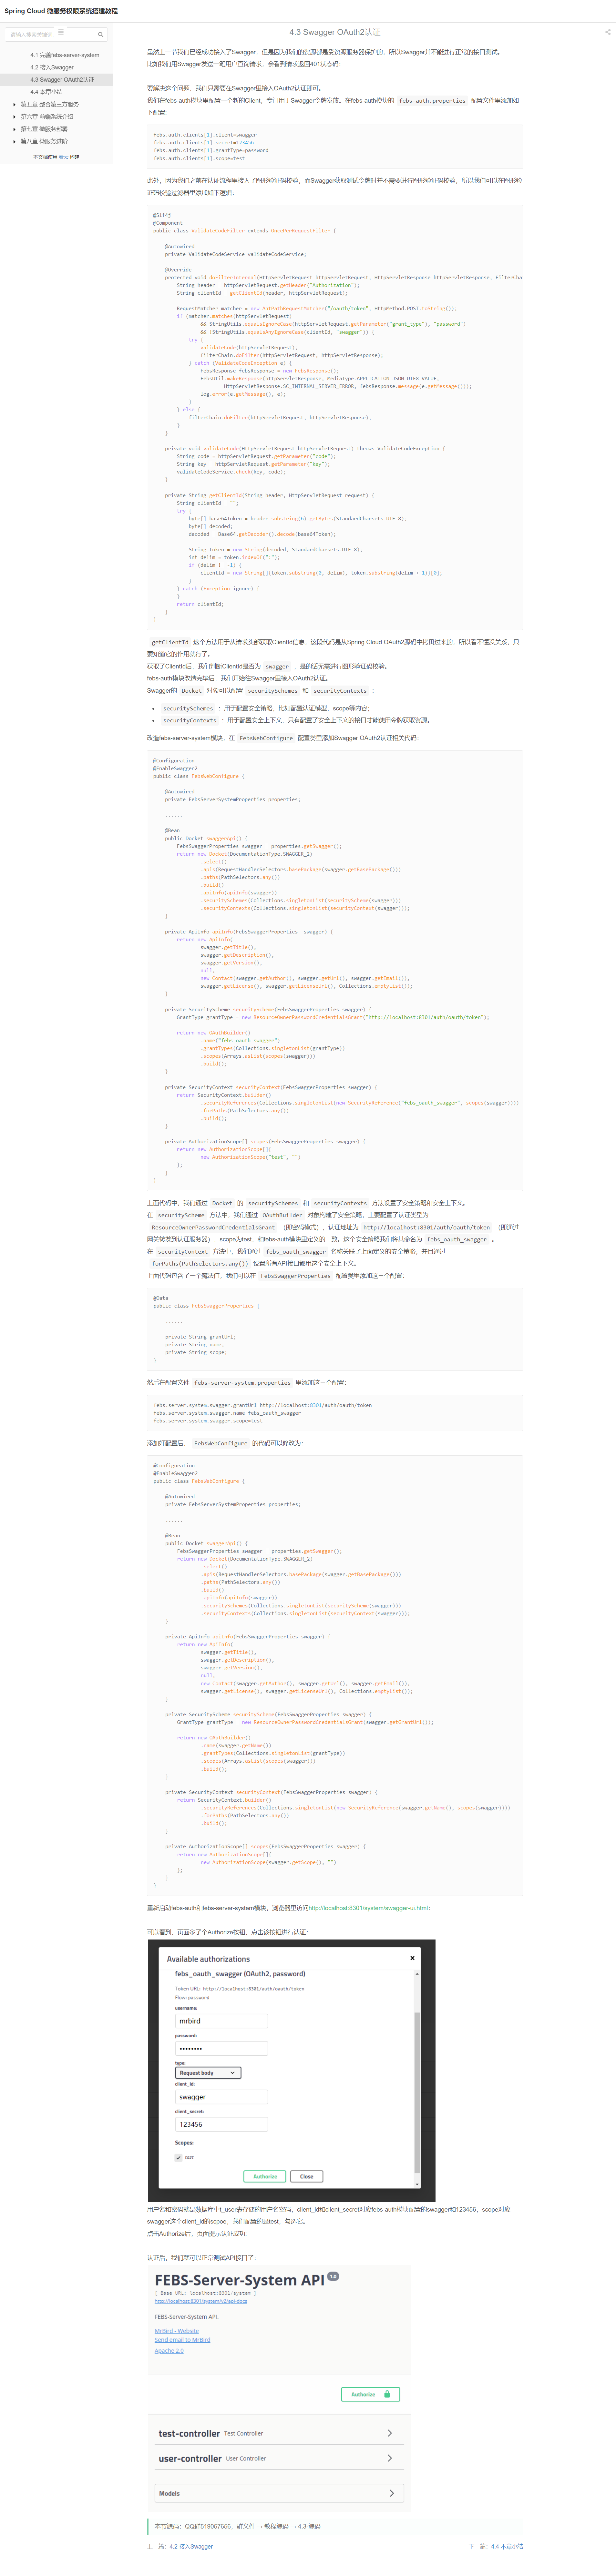 Spring Cloud 微服务权限系统搭建教程
请输入搜索关键词
4.1 完善febs-server-system
4.2 接入Swagger
4.3 Swagger OAuth2认证
4.4 本章小结
第五章 整合第三方服务
第六章 前端系统介绍
第七章 微服务部署
第八章 微服务进阶
本文档使用 看云 构建
4.3 Swagger OAuth2认证
虽然上一节我们已经成功接入了Swagger，但是因为我们的资源都是受资源服务器保护的，所以Swagger并不能进行正常的接口测试。
比如我们用Swagger发送一笔用户查询请求，会看到请求返回401状态码：
要解决这个问题，我们只需要在Swagger里接入OAuth2认证即可。
我们在febs-auth模块里配置一个新的Client，专门用于Swagger令牌发放。在febs-auth模块的 febs-auth.properties 配置文件里添加如
下配置:
febs.auth.clients[1].client=swagger
febs.auth.clients[1].secret=123456
febs.auth.clients[1].grantType=password
febs.auth.clients[1].scope=test
此外，因为我们之前在认证流程里接入了图形验证码校验，而Swagger获取测试令牌时并不需要进行图形验证码校验，所以我们可以在图形验
证码校验过滤器里添加如下逻辑：
@Slf4j
@Component
public class ValidateCodeFilter extends OncePerRequestFilter {
@Autowired
private ValidateCodeService validateCodeService;
@Override
protected void doFilterInternal(HttpServletRequest httpServletRequest, HttpServletResponse httpServletResponse, FilterCha
String header = httpServletRequest.getHeader("Authorization");
String clientId = getClientId(header, httpServletRequest);
RequestMatcher matcher = new AntPathRequestMatcher("/oauth/token", HttpMethod.POST.toString());
if (matcher.matches(httpServletRequest)
&& StringUtils.equalsIgnoreCase(httpServletRequest.getParameter("grant_type"), "password")
&& !StringUtils.equalsAnyIgnoreCase(clientId, "swagger")) {
try {
validateCode(httpServletRequest);
filterChain.doFilter(httpServletRequest, httpServletResponse);
} catch (ValidateCodeException e) {
FebsResponse febsResponse = new FebsResponse();
FebsUtil.makeResponse(httpServletResponse, MediaType.APPLICATION_JSON_UTF8_VALUE,
HttpServletResponse.SC_INTERNAL_SERVER_ERROR, febsResponse.message(e.getMessage()));
log.error(e.getMessage(), e);
}
} else {
filterChain.doFilter(httpServletRequest, httpServletResponse);
}
}
private void validateCode(HttpServletRequest httpServletRequest) throws ValidateCodeException {
String code = httpServletRequest.getParameter("code");
String key = httpServletRequest.getParameter("key");
validateCodeService.check(key, code);
}
private String getClientId(String header, HttpServletRequest request) {
String clientId = "";
try {
byte[] base64Token = header.substring(6).getBytes(StandardCharsets.UTF_8);
byte[] decoded;
decoded = Base64.getDecoder().decode(base64Token);
String token = new String(decoded, StandardCharsets.UTF_8);
int delim = token.indexOf(":");
if (delim != -1) {
clientId = new String[]{token.substring(0, delim), token.substring(delim + 1)}[0];
}
} catch (Exception ignore) {
}
return clientId;
}
}
getClientId 这个方法用于从请求头部获取ClientId信息，这段代码是从Spring Cloud OAuth2源码中拷贝过来的，所以看不懂没关系，只
要知道它的作用就行了。
获取了ClientId后，我们判断ClientId是否为 swagger ，是的话无需进行图形验证码校验。
febs-auth模块改造完毕后，我们开始往Swagger里接入OAuth2认证。
Swagger的 Docket 对象可以配置 securitySchemes 和 securityContexts ：
• securitySchemes ：用于配置安全策略，比如配置认证模型，scope等内容；
• securityContexts ：用于配置安全上下文，只有配置了安全上下文的接口才能使用令牌获取资源。
改造febs-server-system模块，在 FebsWebConfigure 配置类里添加Swagger OAuth2认证相关代码：
@Configuration
@EnableSwagger2
public class FebsWebConfigure {
@Autowired
private FebsServerSystemProperties properties;
......
@Bean
public Docket swaggerApi() {
FebsSwaggerProperties swagger = properties.getSwagger();
return new Docket(DocumentationType.SWAGGER_2)
.select()
.apis(RequestHandlerSelectors.basePackage(swagger.getBasePackage()))
.paths(PathSelectors.any())
.build()
.apiInfo(apiInfo(swagger))
.securitySchemes(Collections.singletonList(securityScheme(swagger)))
.securityContexts(Collections.singletonList(securityContext(swagger)));
}
private ApiInfo apiInfo(FebsSwaggerProperties  swagger) {
return new ApiInfo(
swagger.getTitle(),
swagger.getDescription(),
swagger.getVersion(),
null,
new Contact(swagger.getAuthor(), swagger.getUrl(), swagger.getEmail()),
swagger.getLicense(), swagger.getLicenseUrl(), Collections.emptyList());
}
private SecurityScheme securityScheme(FebsSwaggerProperties swagger) {
GrantType grantType = new ResourceOwnerPasswordCredentialsGrant("http://localhost:8301/auth/oauth/token");
return new OAuthBuilder()
.name("febs_oauth_swagger")
.grantTypes(Collections.singletonList(grantType))
.scopes(Arrays.asList(scopes(swagger)))
.build();
}
private SecurityContext securityContext(FebsSwaggerProperties swagger) {
return SecurityContext.builder()
.securityReferences(Collections.singletonList(new SecurityReference("febs_oauth_swagger", scopes(swagger))))
.forPaths(PathSelectors.any())
.build();
}
private AuthorizationScope[] scopes(FebsSwaggerProperties swagger) {
return new AuthorizationScope[]{
new AuthorizationScope("test", "")
};
}
}
上面代码中，我们通过 Docket 的 securitySchemes 和 securityContexts 方法设置了安全策略和安全上下文。
在 securityScheme 方法中，我们通过 OAuthBuilder 对象构建了安全策略，主要配置了认证类型为
ResourceOwnerPasswordCredentialsGrant （即密码模式），认证地址为 http://localhost:8301/auth/oauth/token （即通过
网关转发到认证服务器），scope为test，和febs-auth模块里定义的一致。这个安全策略我们将其命名为 febs_oauth_swagger 。
在 securityContext 方法中，我们通过 febs_oauth_swagger 名称关联了上面定义的安全策略，并且通过
forPaths(PathSelectors.any()) 设置所有API接口都用这个安全上下文。
上面代码包含了三个魔法值，我们可以在 FebsSwaggerProperties 配置类里添加这三个配置：
@Data
public class FebsSwaggerProperties {
......
private String grantUrl;
private String name;
private String scope;
}
然后在配置文件 febs-server-system.properties 里添加这三个配置：
febs.server.system.swagger.grantUrl=http://localhost:8301/auth/oauth/token
febs.server.system.swagger.name=febs_oauth_swagger
febs.server.system.swagger.scope=test
添加好配置后， FebsWebConfigure 的代码可以修改为：
@Configuration
@EnableSwagger2
public class FebsWebConfigure {
@Autowired
private FebsServerSystemProperties properties;
......
@Bean
public Docket swaggerApi() {
FebsSwaggerProperties swagger = properties.getSwagger();
return new Docket(DocumentationType.SWAGGER_2)
.select()
.apis(RequestHandlerSelectors.basePackage(swagger.getBasePackage()))
.paths(PathSelectors.any())
.build()
.apiInfo(apiInfo(swagger))
.securitySchemes(Collections.singletonList(securityScheme(swagger)))
.securityContexts(Collections.singletonList(securityContext(swagger)));
}
private ApiInfo apiInfo(FebsSwaggerProperties swagger) {
return new ApiInfo(
swagger.getTitle(),
swagger.getDescription(),
swagger.getVersion(),
null,
new Contact(swagger.getAuthor(), swagger.getUrl(), swagger.getEmail()),
swagger.getLicense(), swagger.getLicenseUrl(), Collections.emptyList());
}
private SecurityScheme securityScheme(FebsSwaggerProperties swagger) {
GrantType grantType = new ResourceOwnerPasswordCredentialsGrant(swagger.getGrantUrl());
return new OAuthBuilder()
.name(swagger.getName())
.grantTypes(Collections.singletonList(grantType))
.scopes(Arrays.asList(scopes(swagger)))
.build();
}
private SecurityContext securityContext(FebsSwaggerProperties swagger) {
return SecurityContext.builder()
.securityReferences(Collections.singletonList(new SecurityReference(swagger.getName(), scopes(swagger))))
.forPaths(PathSelectors.any())
.build();
}
private AuthorizationScope[] scopes(FebsSwaggerProperties swagger) {
return new AuthorizationScope[]{
new AuthorizationScope(swagger.getScope(), "")
};
}
}
重新启动febs-auth和febs-server-system模块，浏览器里访问http://localhost:8301/system/swagger-ui.html：
可以看到，页面多了个Authorize按钮，点击该按钮进行认证：
Available authorizations
febs_oauth_swagger (OAuth2, password)
Token URL: http://localhost:8301/auth/oauth/token
Flow: password
username:
mrbird
password:
••••••••
type:
Request body
client_id:
swagger
client_secret:
123456
Scopes:
test
Authorize
Close
用户名和密码就是数据库中t_user表存储的用户名密码，client_id和client_secret对应febs-auth模块配置的swagger和123456，scope对应
swagger这个client_id的scpoe，我们配置的是test，勾选它。
点击Authorize后，页面提示认证成功：
认证后，我们就可以正常测试API接口了：
FEBS-Server-System API 1.0
[ Base URL: localhost:8301/system ]
http://localhost:8301/system/v2/api-docs
FEBS-Server-System API.
MrBird - Website
Send email to MrBird
Apache 2.0
Authorize
test-controller Test Controller
user-controller User Controller
Models
本节源码：QQ群519057656，群文件 → 教程源码 → 4.3-源码
上一篇：4.2 接入Swagger
下一篇：4.4 本章小结